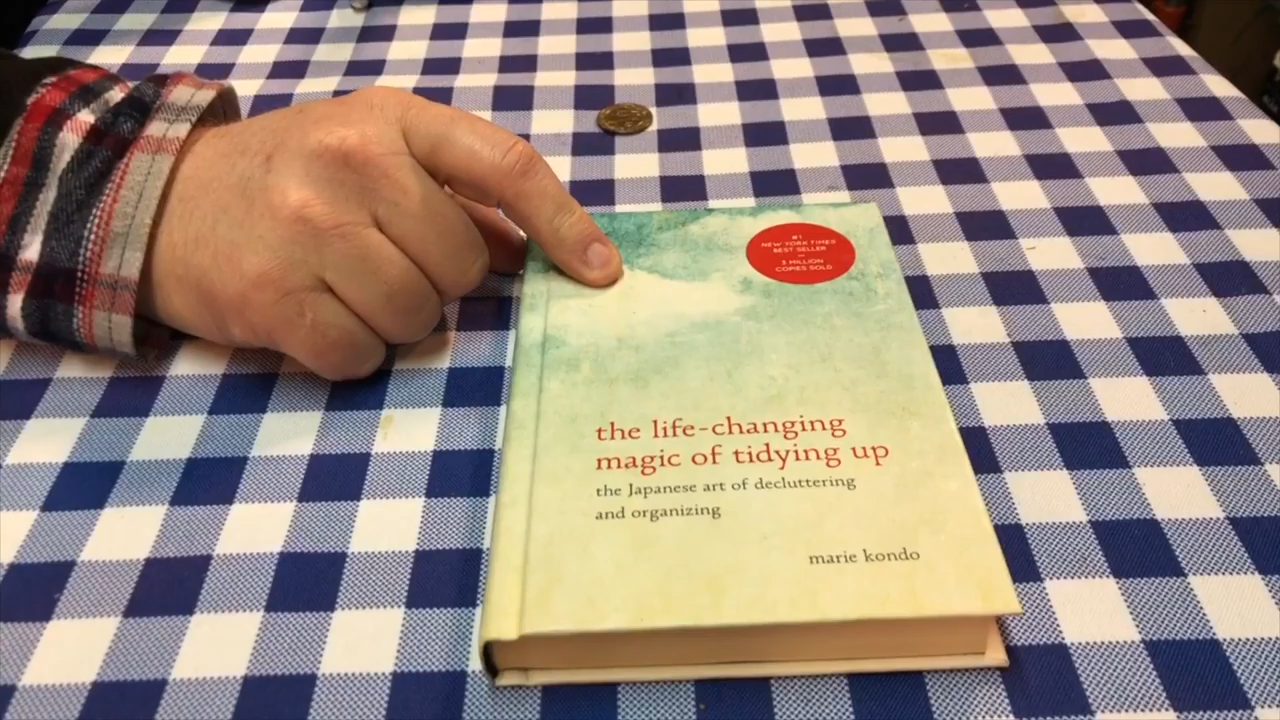 #1
NEW YORK TIMES
BEST SELLER
3 MILLION
COPIES SOLD
the life-changing
magic of tidying up
the Japanese art of decluttering
and organizing
marie kondo